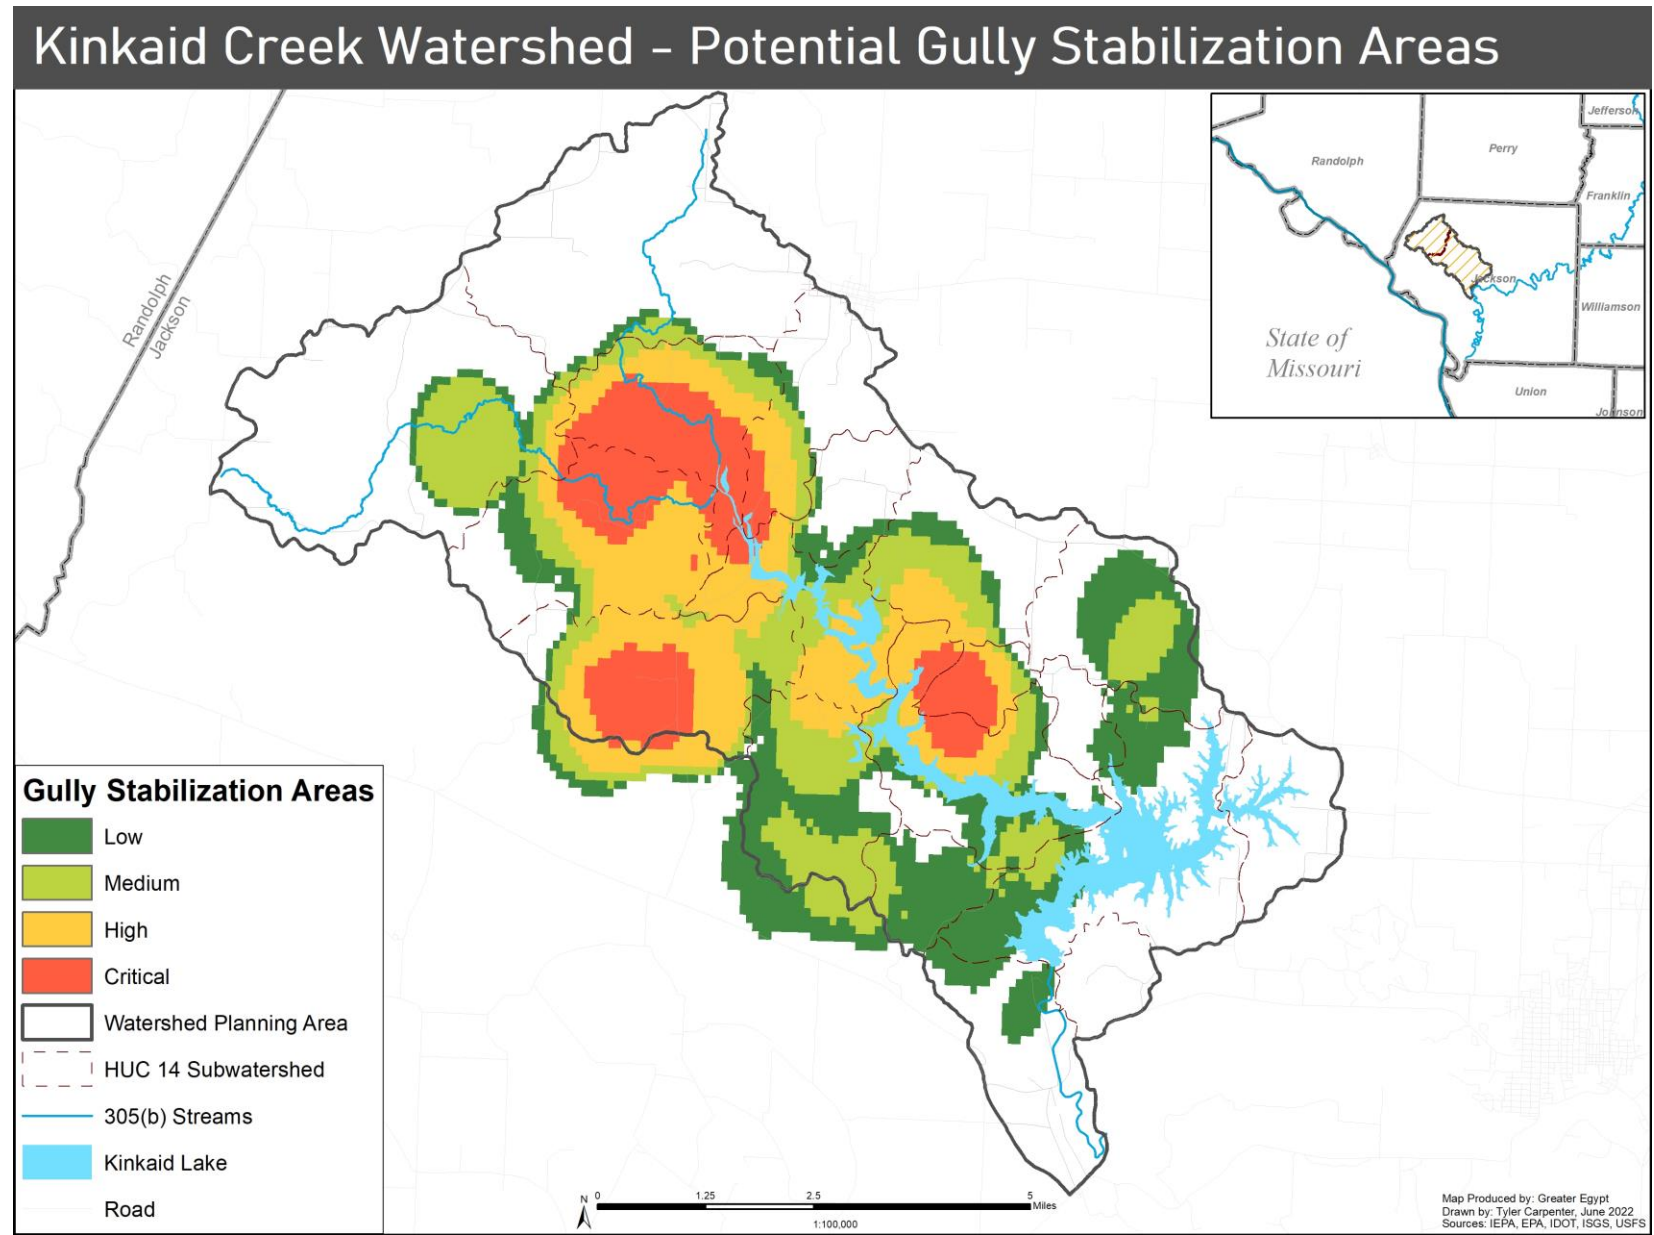 Kinkaid Creek Watershed - Potential Gully Stabilization Areas
Jefferson
Perry
Randolph
Franklin
Jackson
Williamson
State of
Missouri
Union
Johnson
Randolph
Jackson
Gully Stabilization Areas
Low
Medium
High
Critical
Watershed Planning Area
HUC 14 Subwatershed
305(b) Streams
Kinkaid Lake
Road
N
0 1.25 2.5 5
Miles
1:100,000
Map Produced by: Greater Egypt
Drawn by: Tyler Carpenter, June 2022
Sources: IEPA, EPA, IDOT, ISGS, USFS